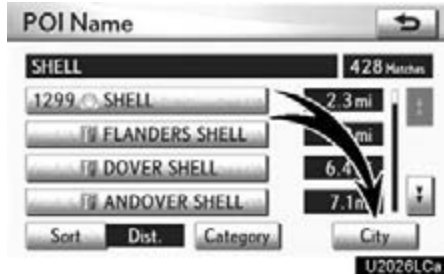 POI Name
SHELL 428 Matches
1299 SHELL 2.3mi
FLANDERS SHELL mi
DOVER SHELL 6.4
ANDOVER SHELL 7.1m
Sort Dist. Category City
U2026LCa